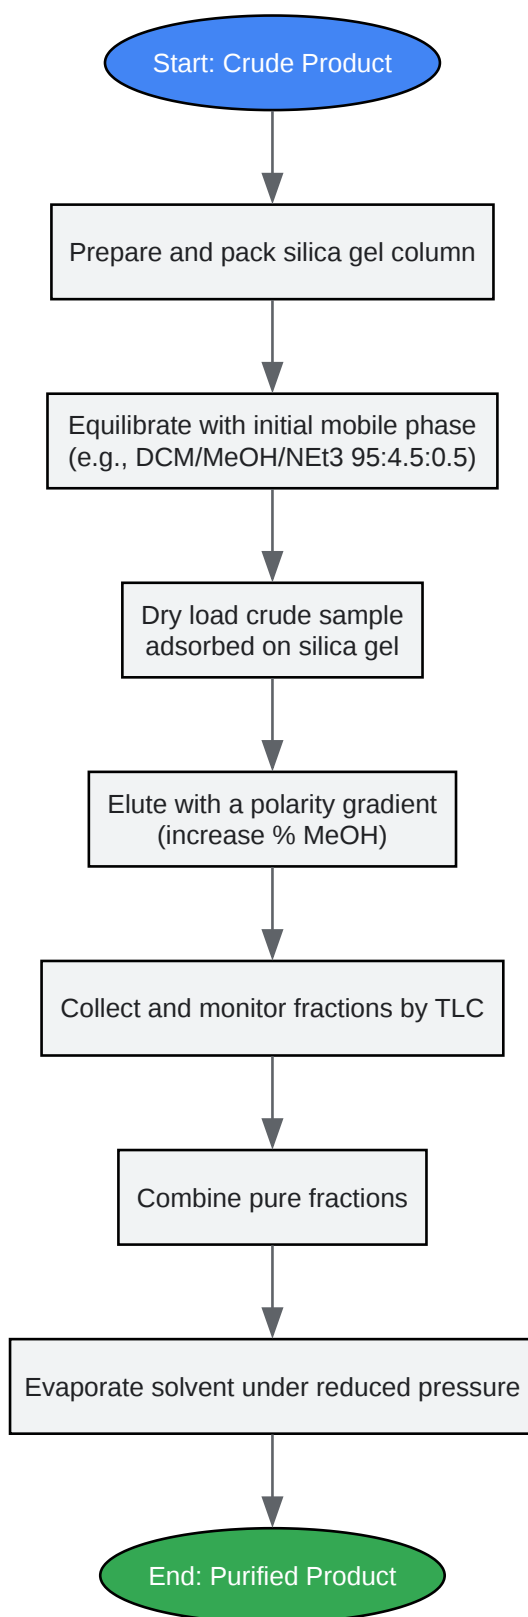 Start: Crude Product
Prepare and pack silica gel column
Equilibrate with initial mobile phase
(e.g., DCM/MeOH/NEt3 95:4.5:0.5)
Dry load crude sample
adsorbed on silica gel
Elute with a polarity gradient
(increase % MeOH)
Collect and monitor fractions by TLC
Combine pure fractions
Evaporate solvent under reduced pressure
End: Purified Product